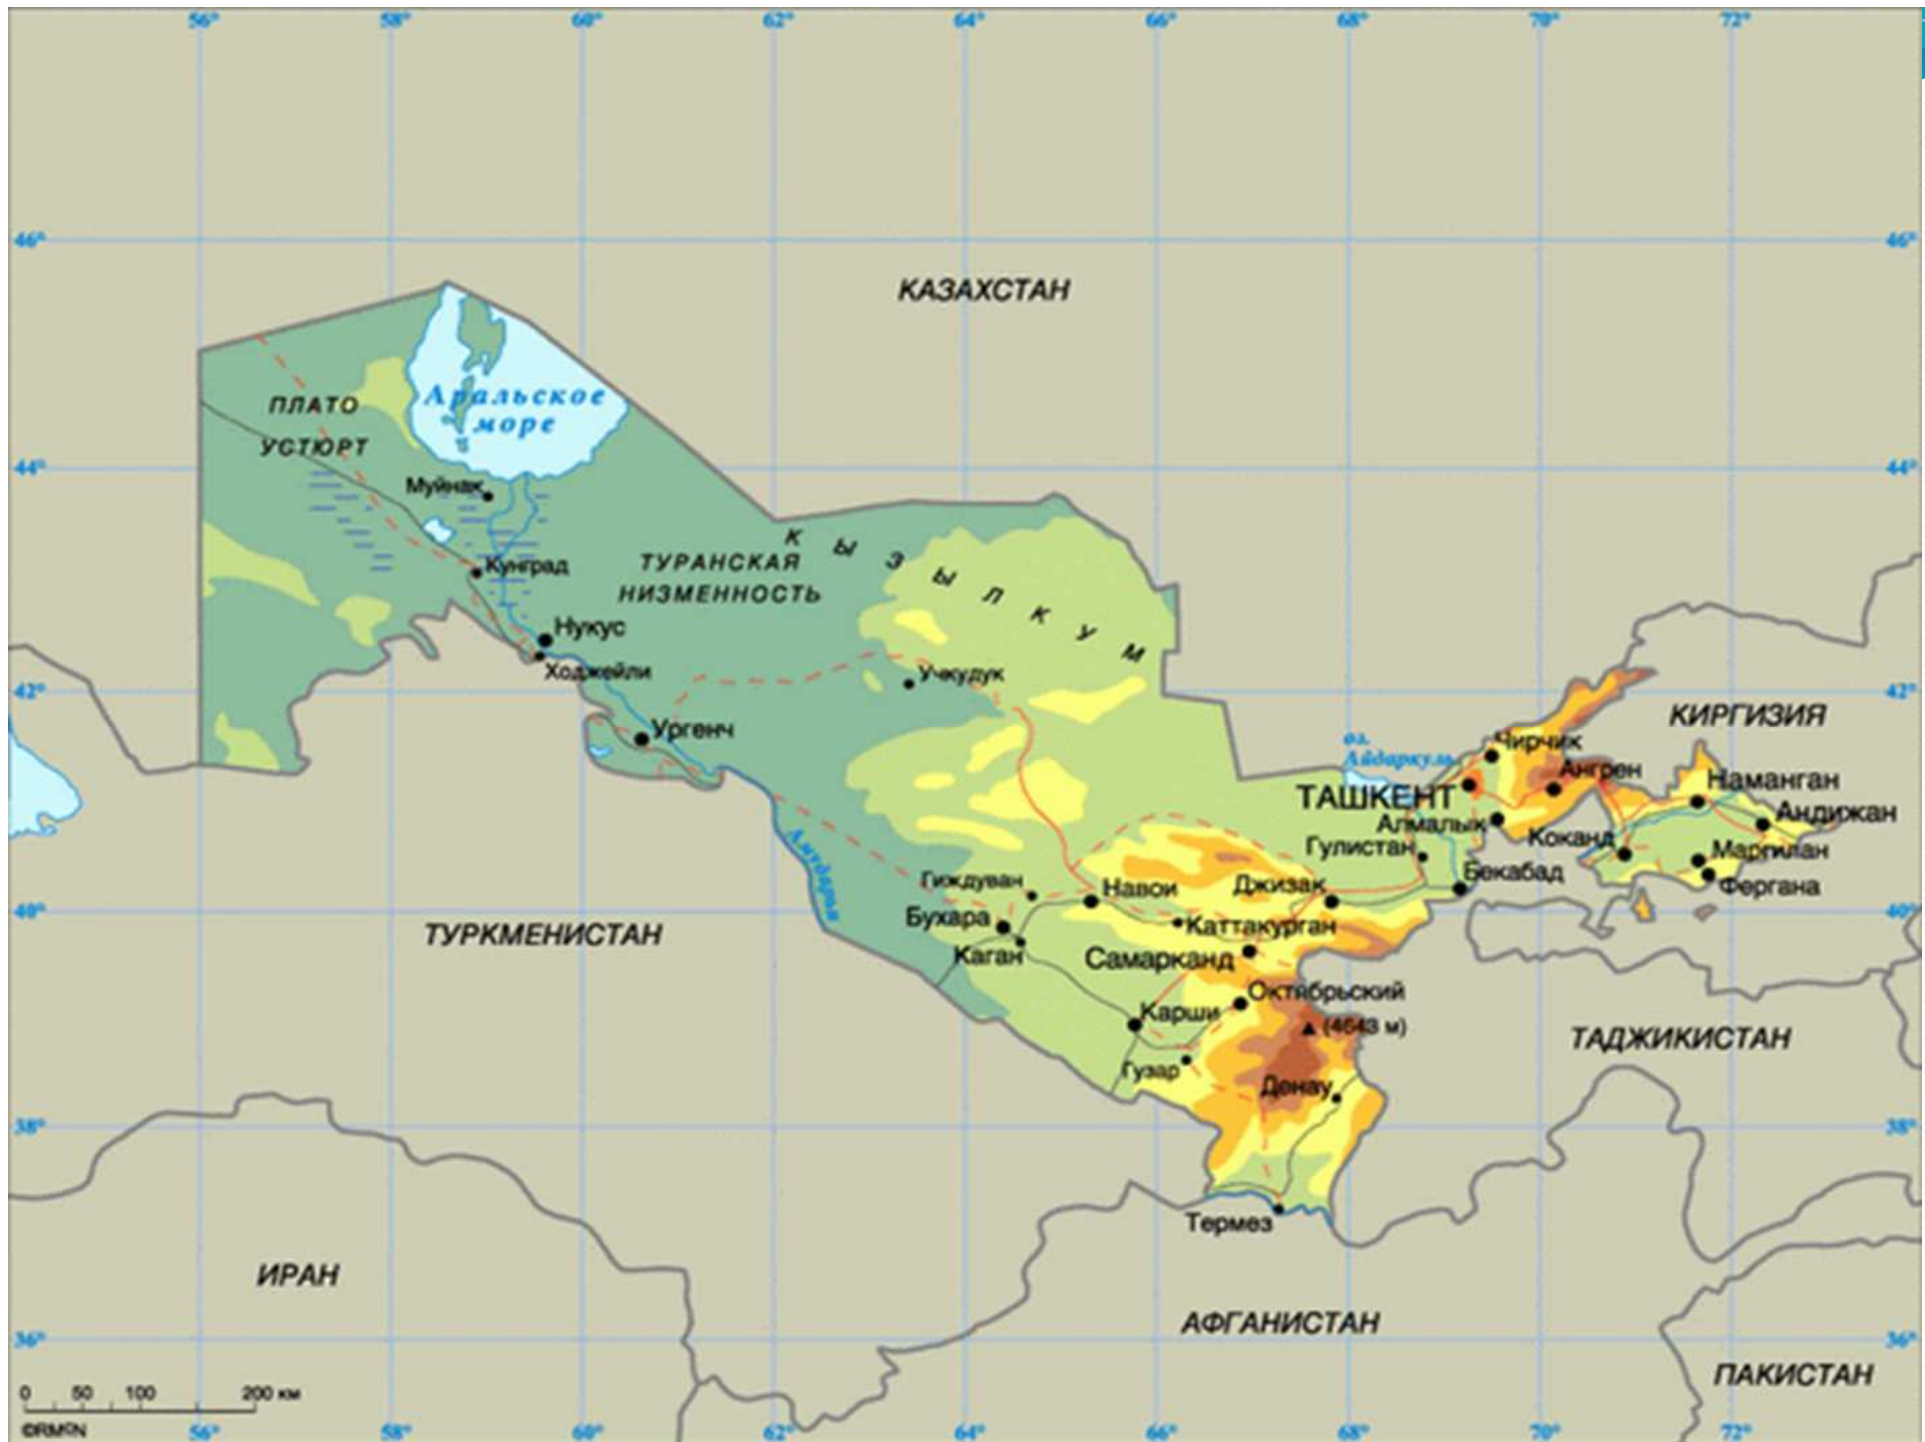 56° 58° 60° 62° 64° 66° 68° 70° 72°
46° 46°
КАЗАХСТАН
Аральское
море
ПЛАТО
УСТЮРТ
44° 44°
Муйнак
КЫЗЫЛКУМ
ТУРАНСКАЯ
НИЗМЕННОСТЬ
Кунград
Нукус
Ходжейли
Учкудук
42° 42°
КИРГИЗИЯ
Ургенч
оз.
Айдаркуль
Чирчик
Ангрен
Наманган
ТАШКЕНТ
Андижан
Алмалык
Коканд
Гулистан
Маргилан
Амударья
Бекабад
Фергана
Гиждуван
Навои
Джизак
40° 40°
Бухара
Каттакурган
ТУРКМЕНИСТАН
Каган
Самарканд
Октябрьский
Карши
(4643 м)
ТАДЖИКИСТАН
Гузар
Денау
38° 38°
Термез
ИРАН
АФГАНИСТАН
36° 36°
ПАКИСТАН
0 50 100 200 км
56° 58° 60° 62° 64° 66° 68° 70° 72°